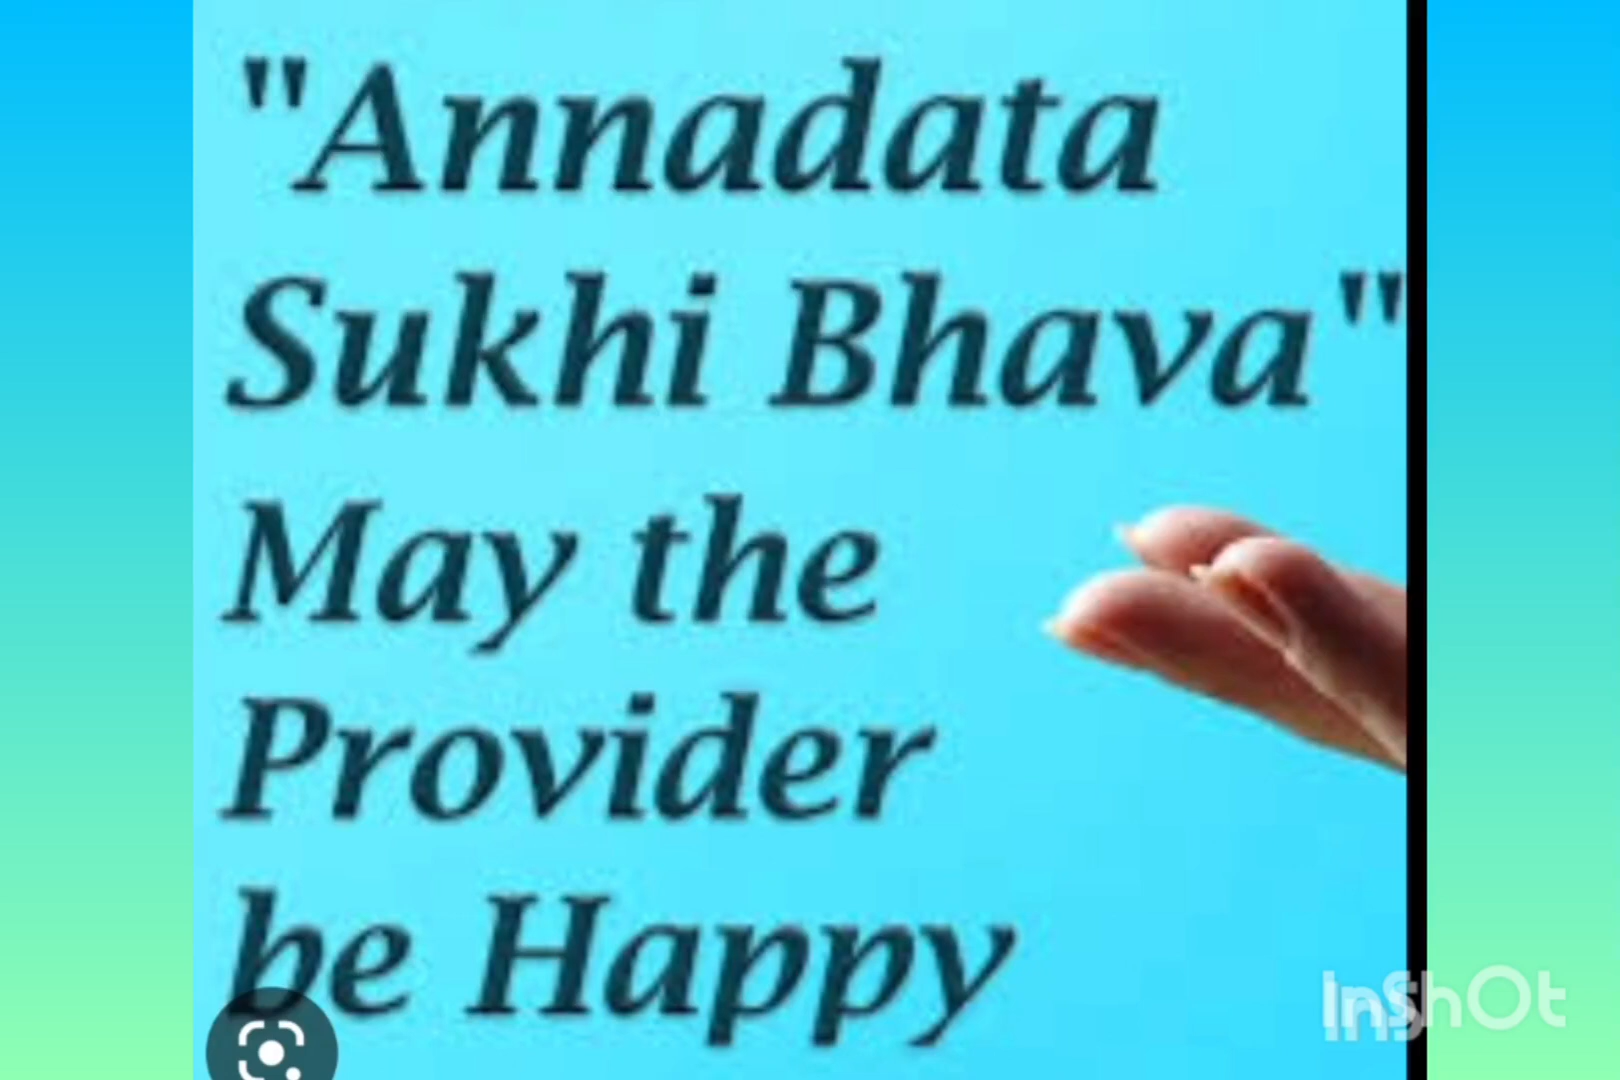 "Annadata
Sukhi Bhava"
May the
Provider
be Happy
InShOt